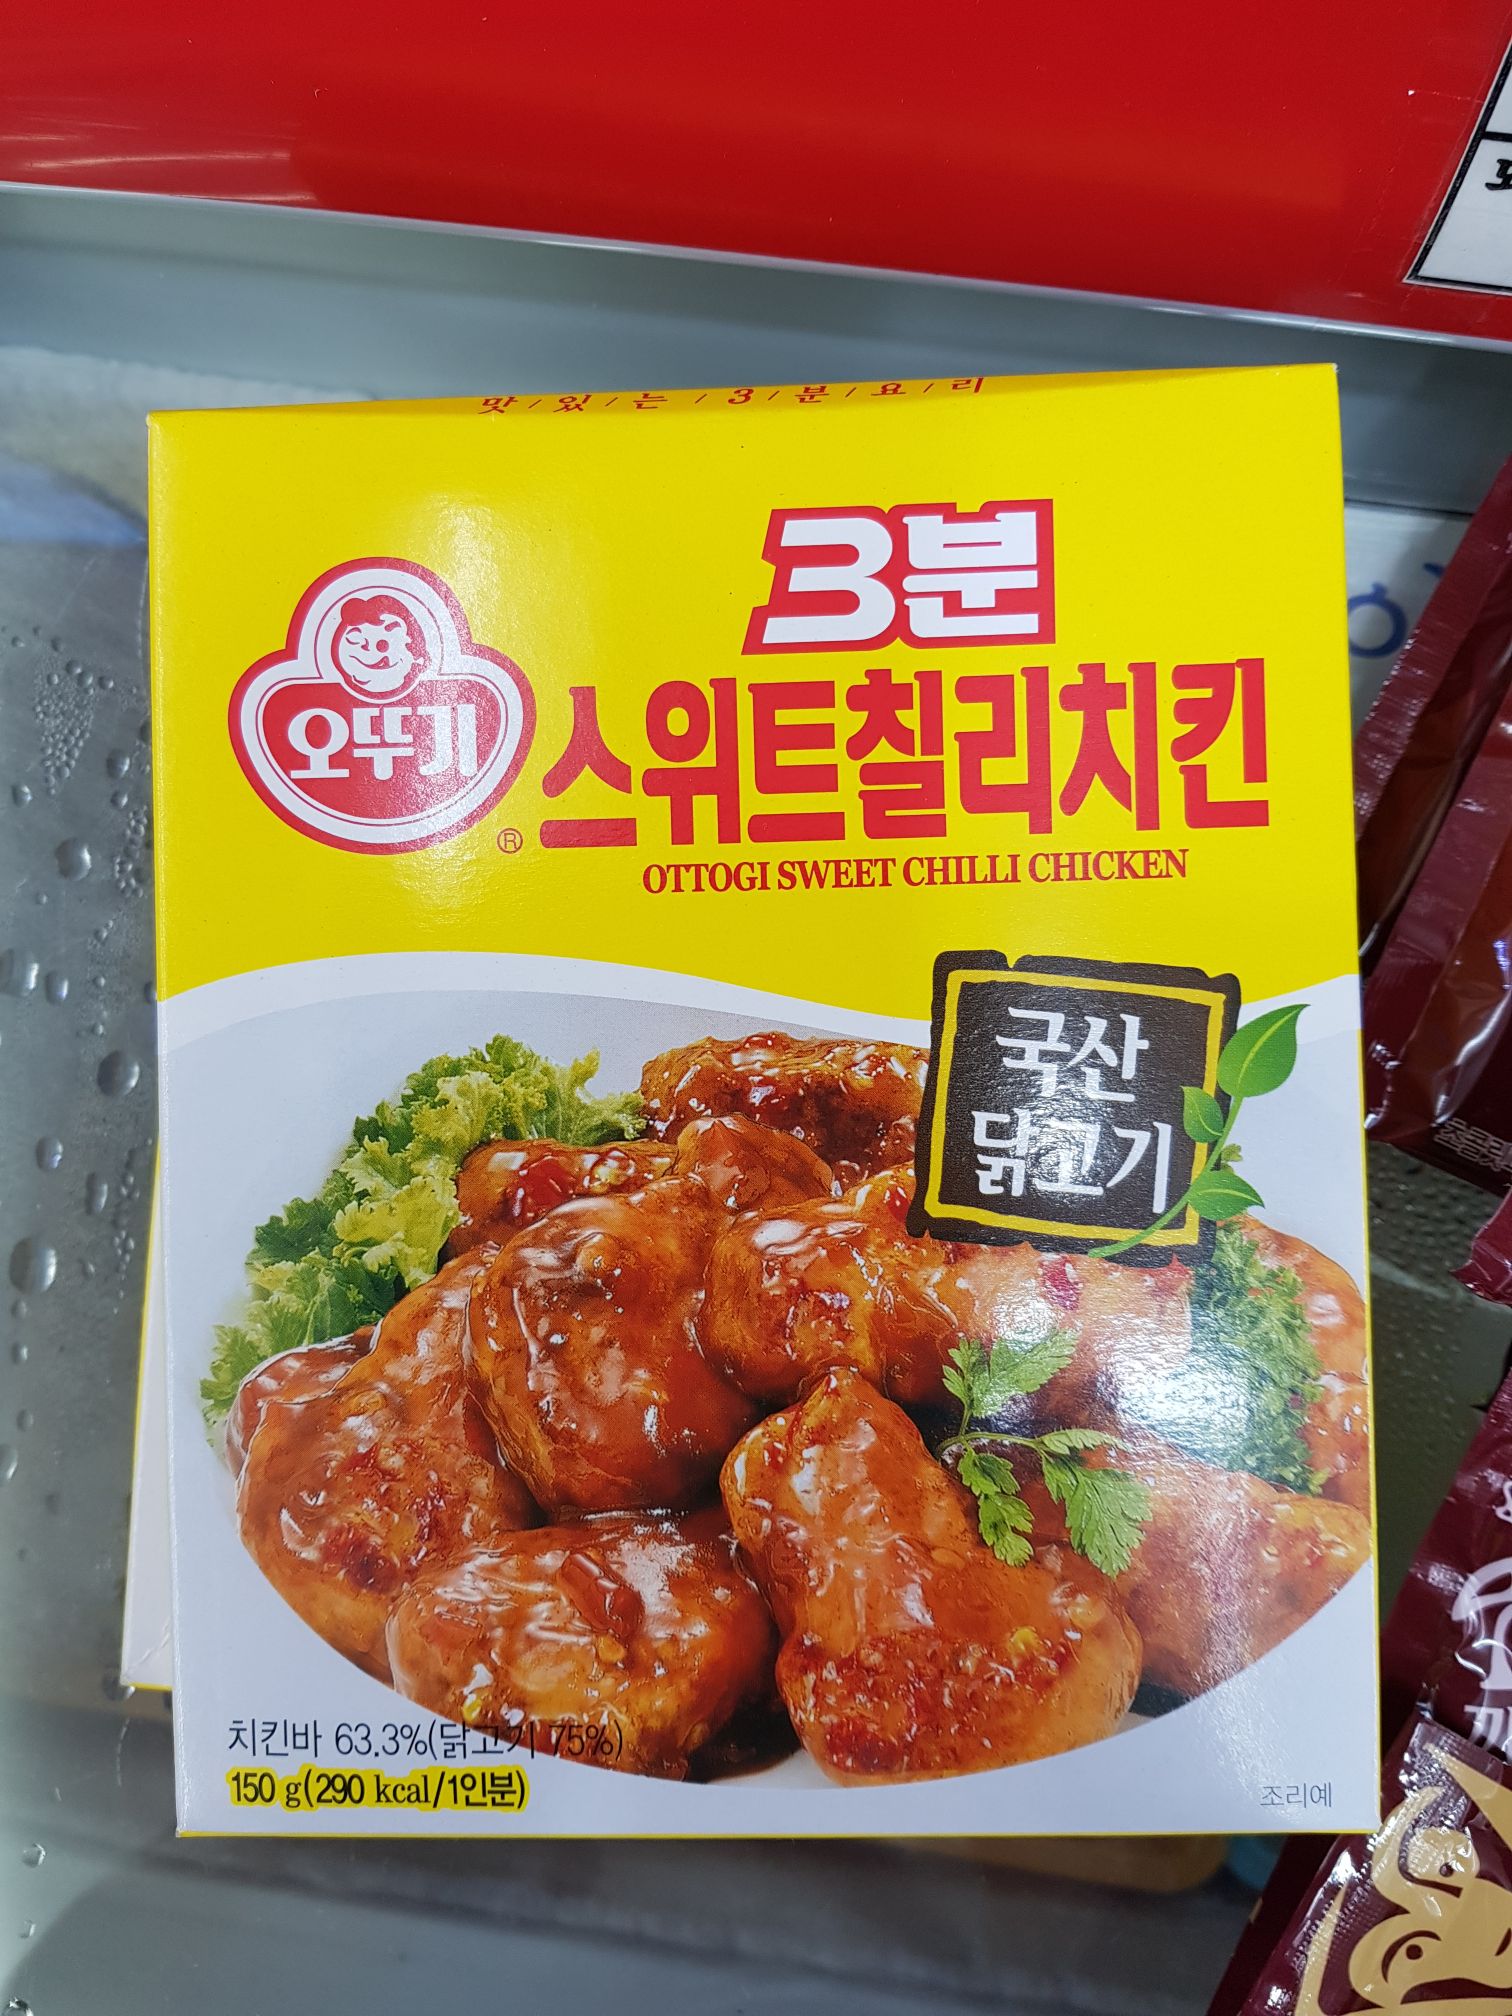 맛/있/는/3/분/요/리
3분
오뚜기
®
스위트칠리치킨
OTTOGI SWEET CHILLI CHICKEN
국산
닭고기
치킨바 63.3%(닭고기 75%)
150 g(290 kcal/1인분)
조리예